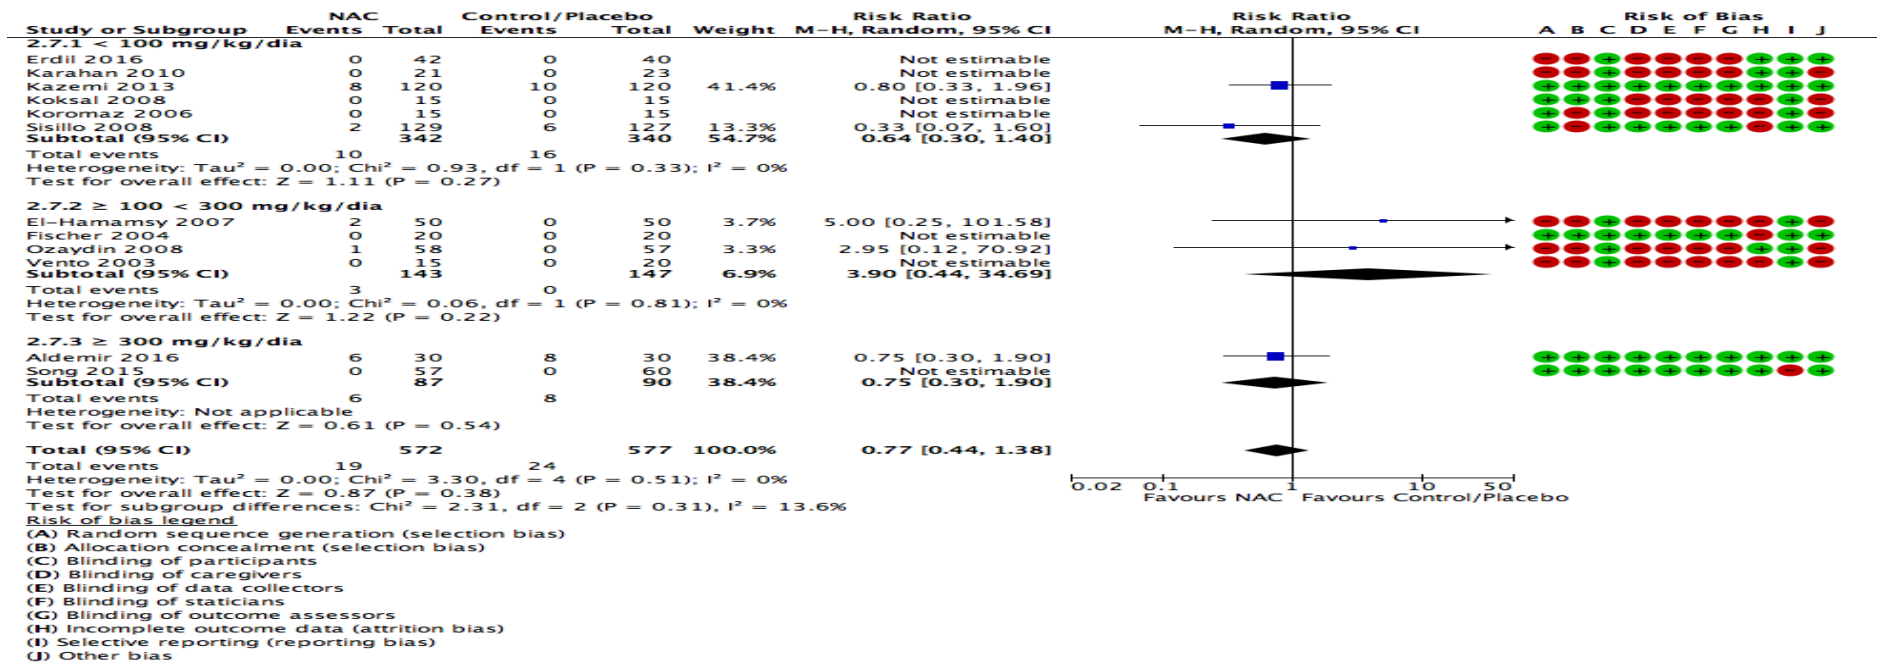 NAC Control/Placebo Risk Ratio Risk Ratio Risk of Bias
Study or Subgroup Events Total Events Total Weight M-H, Random, 95% CI M-H, Random, 95% CI A B C D E F G H I J
2.7.1 < 100 mg/kg/dia
Erdil 2016 0 42 0 40 Not estimable
Karahan 2010 0 21 0 23 Not estimable
Kazemi 2013 8 120 10 120 41.4% 0.80 [0.33, 1.96]
Koksal 2008 0 15 0 15 Not estimable
Koromaz 2006 0 15 0 15 Not estimable
Sisillo 2008 2 129 6 127 13.3% 0.33 [0.07, 1.60]
Subtotal (95% CI) 342 340 54.7% 0.64 [0.30, 1.40]
Total events 10 16
Heterogeneity: Tau² = 0.00; Chi² = 0.93, df = 1 (P = 0.33); I² = 0%
Test for overall effect: Z = 1.11 (P = 0.27)
2.7.2 ≥ 100 < 300 mg/kg/dia
El-Hamamsy 2007 2 50 0 50 3.7% 5.00 [0.25, 101.58]
Fischer 2004 0 20 0 20 Not estimable
Ozaydin 2008 1 58 0 57 3.3% 2.95 [0.12, 70.92]
Vento 2003 0 15 0 20 Not estimable
Subtotal (95% CI) 143 147 6.9% 3.90 [0.44, 34.69]
Total events 3 0
Heterogeneity: Tau² = 0.00; Chi² = 0.06, df = 1 (P = 0.81); I² = 0%
Test for overall effect: Z = 1.22 (P = 0.22)
2.7.3 ≥ 300 mg/kg/dia
Aldemir 2016 6 30 8 30 38.4% 0.75 [0.30, 1.90]
Song 2015 0 57 0 60 Not estimable
Subtotal (95% CI) 87 90 38.4% 0.75 [0.30, 1.90]
Total events 6 8
Heterogeneity: Not applicable
Test for overall effect: Z = 0.61 (P = 0.54)
Total (95% CI) 572 577 100.0% 0.77 [0.44, 1.38]
Total events 19 24
Heterogeneity: Tau² = 0.00; Chi² = 3.30, df = 4 (P = 0.51); I² = 0%
Test for overall effect: Z = 0.87 (P = 0.38)
Test for subgroup differences: Chi² = 2.31, df = 2 (P = 0.31), I² = 13.6%
0.02 0.1 1 10 50
Favours NAC Favours Control/Placebo
Risk of bias legend
(A) Random sequence generation (selection bias)
(B) Allocation concealment (selection bias)
(C) Blinding of participants
(D) Blinding of caregivers
(E) Blinding of data collectors
(F) Blinding of staticians
(G) Blinding of outcome assessors
(H) Incomplete outcome data (attrition bias)
(I) Selective reporting (reporting bias)
(J) Other bias